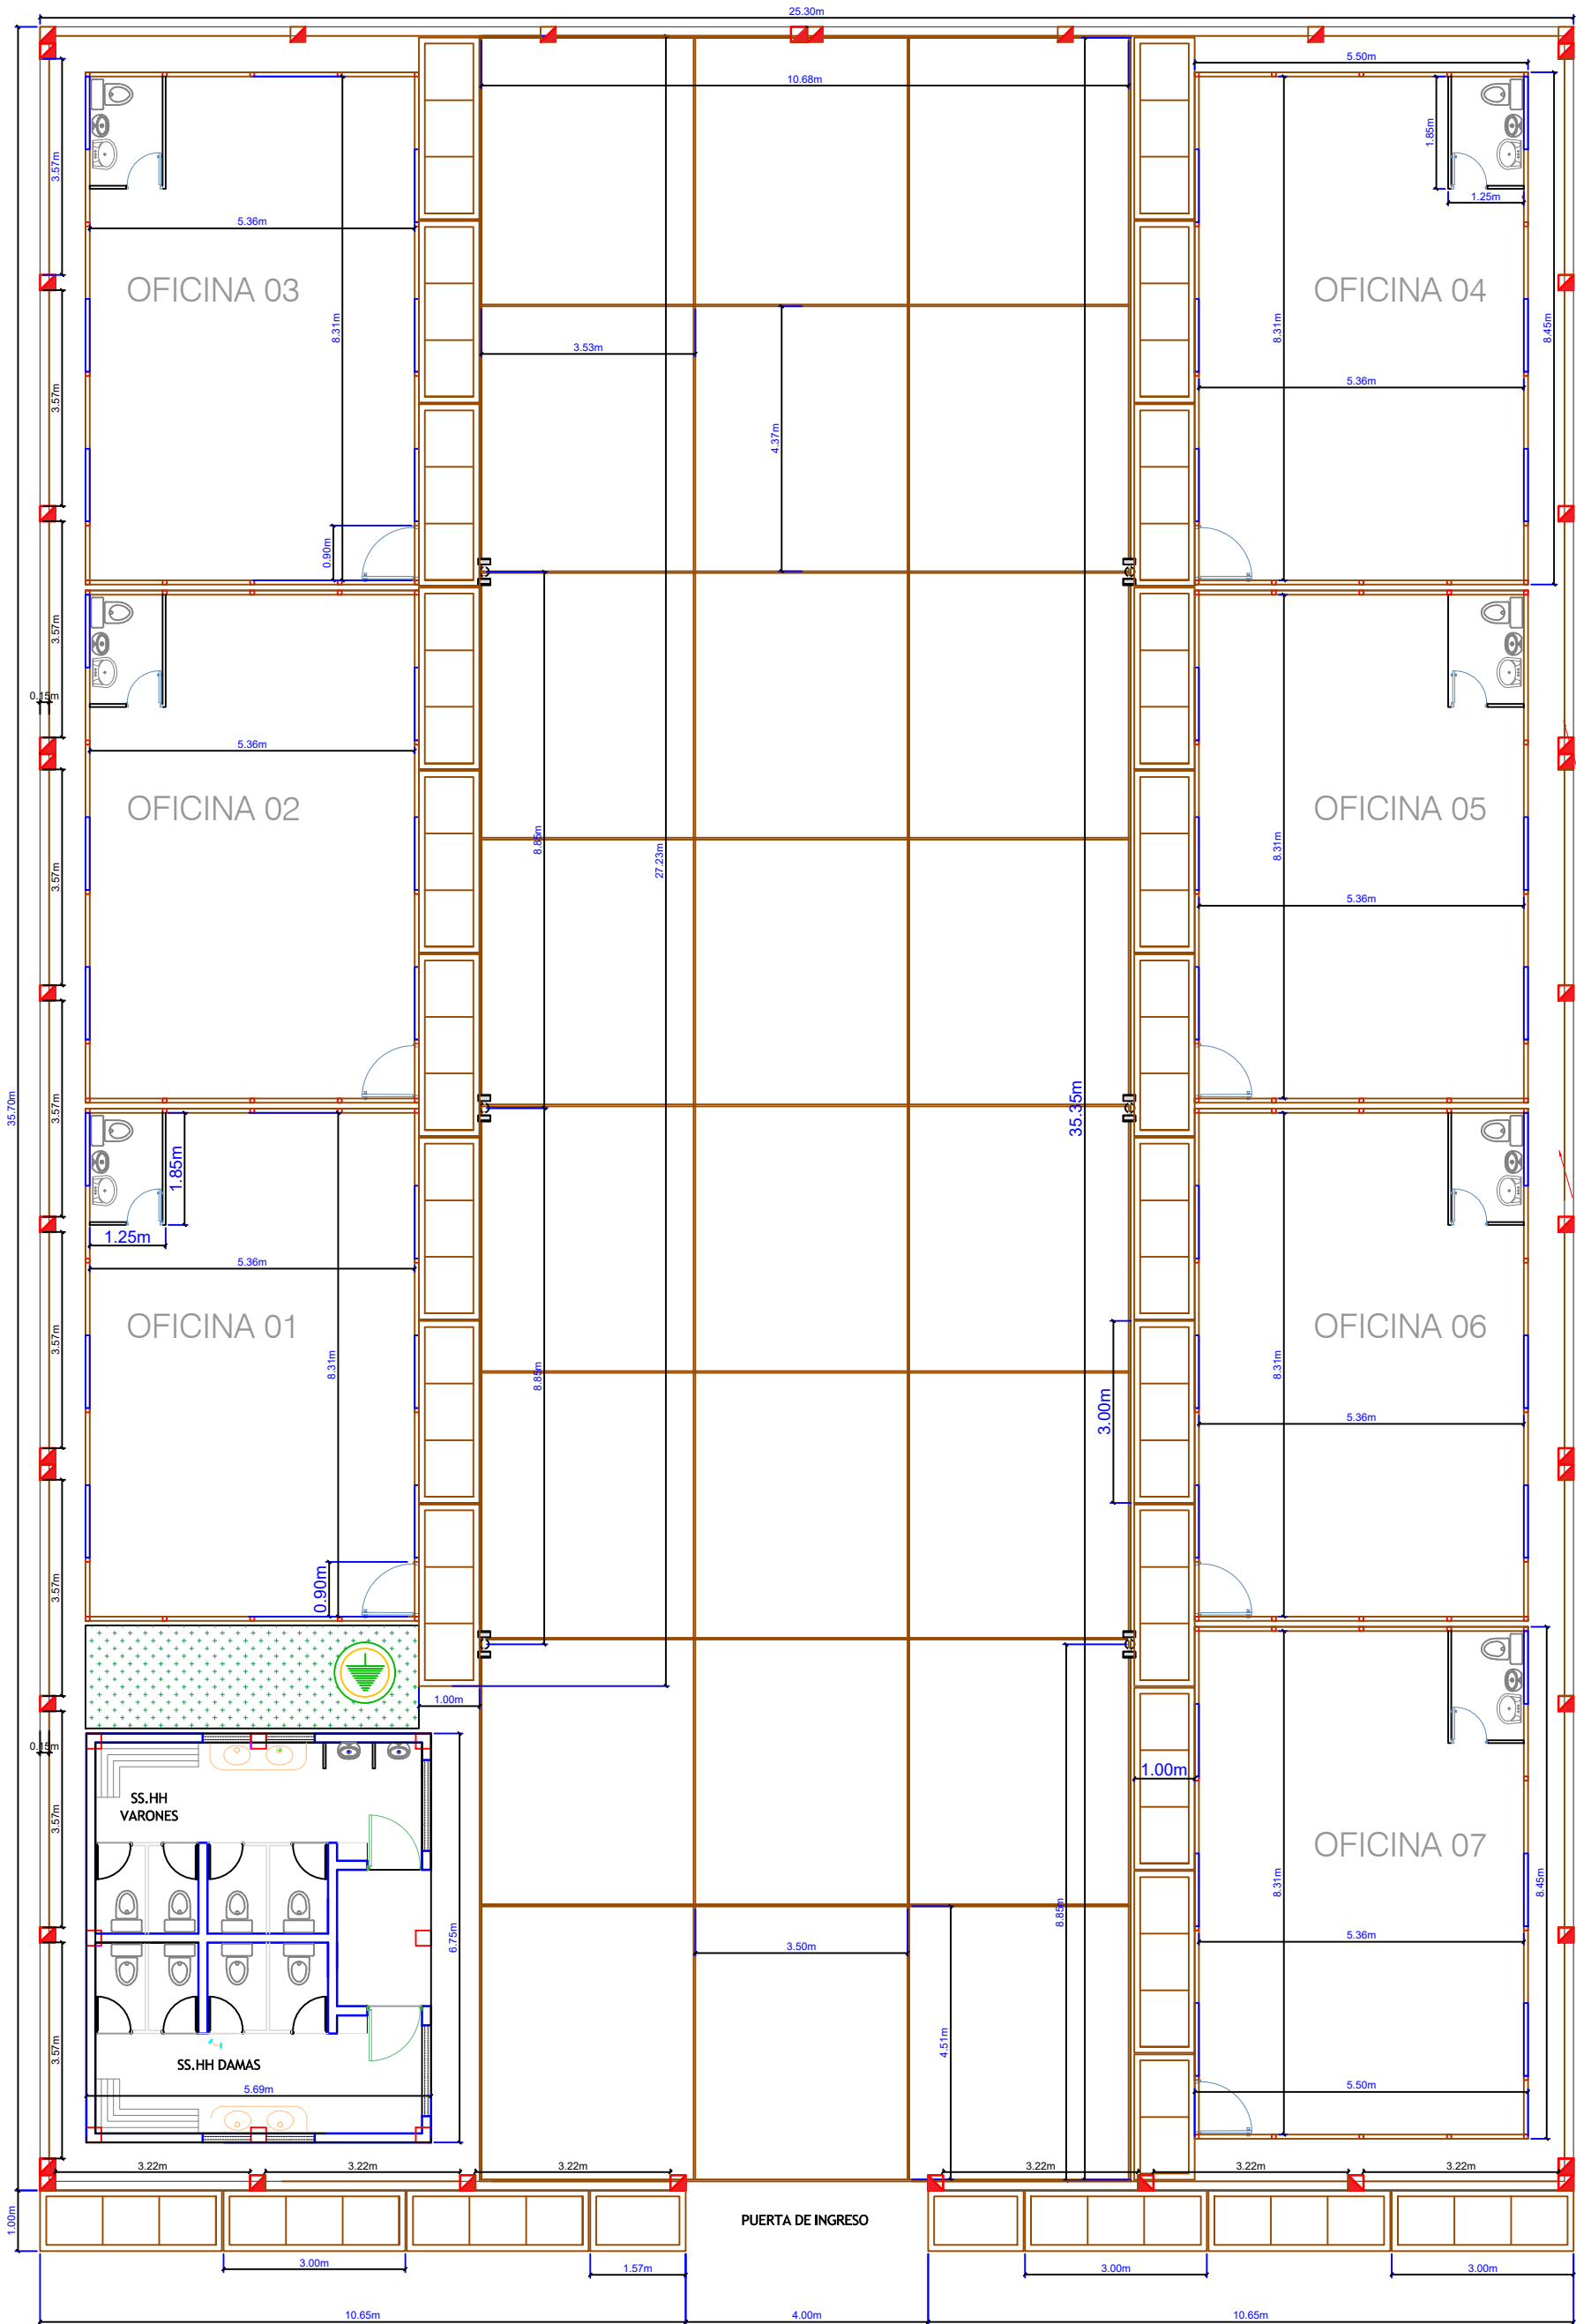 25.30m
10.68m
5.50m
3.57m
1.85m
1.25m
5.36m
OFICINA 03
OFICINA 04
8.31m
8.31m
8.45m
3.53m
3.57m
5.36m
4.37m
0.90m
3.57m
0.15m
5.36m
OFICINA 02
OFICINA 05
8.85m
27.23m
8.31m
3.57m
5.36m
35.70m
3.57m
35.35m
1.85m
1.25m
5.36m
OFICINA 01
OFICINA 06
3.57m
8.31m
8.85m
8.31m
3.00m
5.36m
3.57m
0.90m
1.00m
0.15m
1.00m
SS.HH
VARONES
3.57m
OFICINA 07
8.31m
8.45m
6.75m
8.85m
5.36m
3.50m
3.57m
4.51m
SS.HH DAMAS
5.69m
5.50m
3.22m
3.22m
3.22m
3.22m
3.22m
3.22m
1.00m
PUERTA DE INGRESO
3.00m
1.57m
3.00m
3.00m
10.65m
4.00m
10.65m